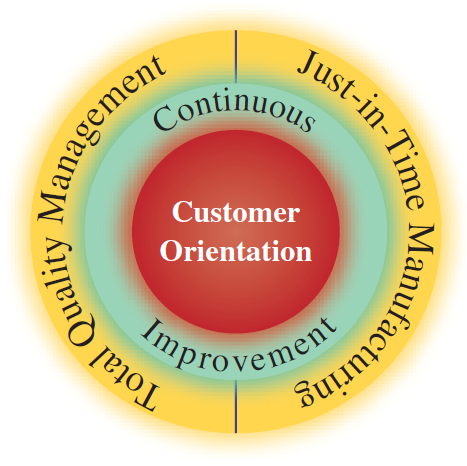 Total Quality Management
Just-in-Time Manufacturing
Continuous
Customer
Orientation
Improvement